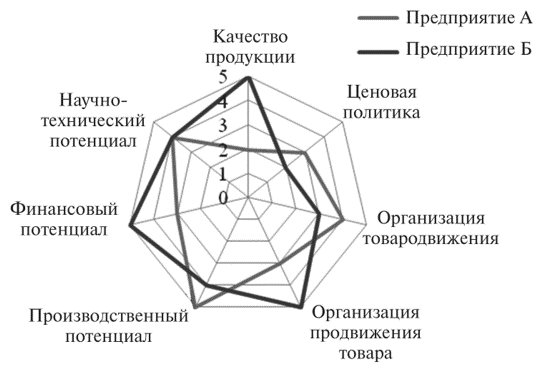 Предприятие А
Предприятие Б
Качество
продукции
Ценовая
политика
Организация
товародвижения
Организация
продвижения
товара
Производственный
потенциал
Финансовый
потенциал
Научно-
технический
потенциал
5
4
3
2
1
0